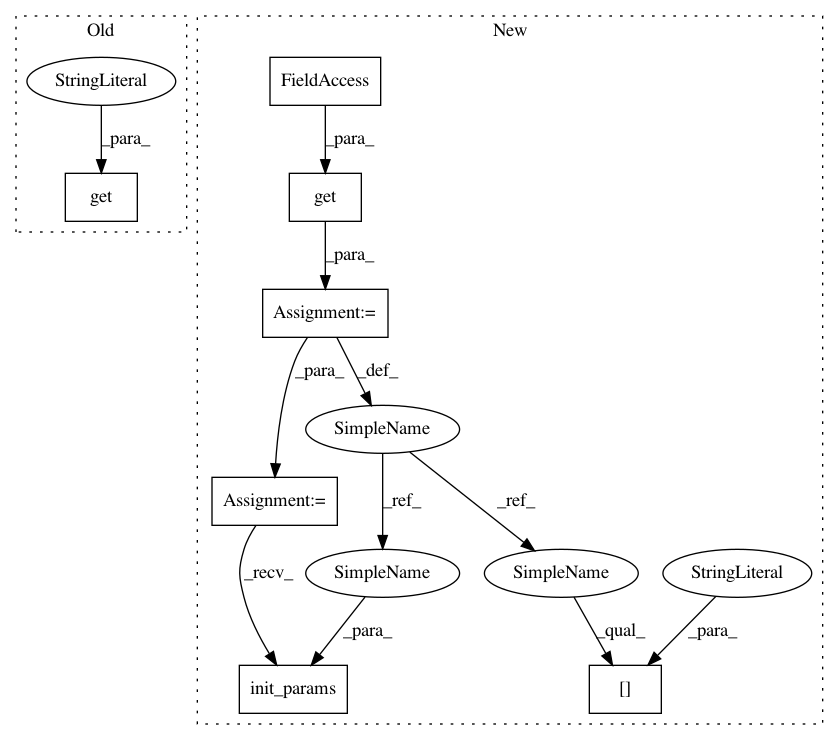 Old
New
StringLiteral
FieldAccess
_para_
_para_
get
get
_para_
Assignment:=
_para_
_def_
SimpleName
_ref_
_ref_
Assignment:=
_recv_
SimpleName
SimpleName
StringLiteral
_para_
_qual_
_para_
init_params
[]